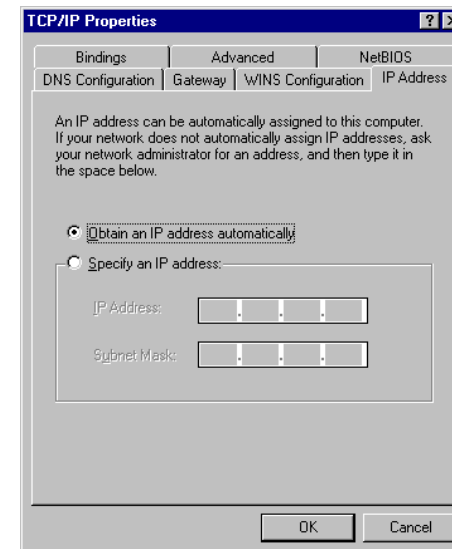 TCP/IP Properties
Bindings Advanced NetBIOS
DNS Configuration Gateway WINS Configuration IP Address
An IP address can be automatically assigned to this computer.
If your network does not automatically assign IP addresses, ask
your network administrator for an address, and then type it in
the space below.
Obtain an IP address automatically
Specify an IP address:
IP Address:
Subnet Mask:
OK Cancel